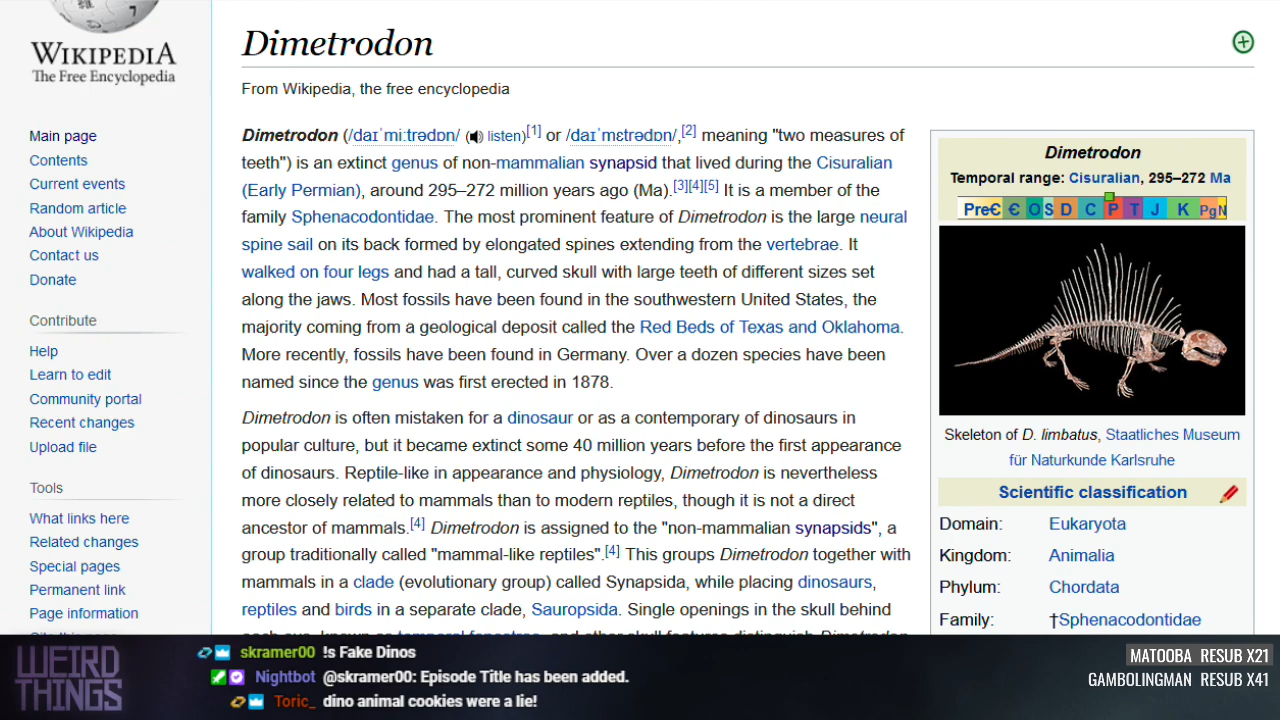 WIKIPEDIA
The Free Encyclopedia
Main page
Contents
Current events
Random article
About Wikipedia
Contact us
Donate
Contribute
Help
Learn to edit
Community portal
Recent changes
Upload file
Tools
What links here
Related changes
Special pages
Permanent link
Page information
Dimetrodon
From Wikipedia, the free encyclopedia
Dimetrodon (/daɪˈmiːtrədɒn/ (listen)[1] or /daɪˈmɛtrədɒn/,[2] meaning "two measures of
teeth") is an extinct genus of non-mammalian synapsid that lived during the Cisuralian
(Early Permian), around 295–272 million years ago (Ma).[3][4][5] It is a member of the
family Sphenacodontidae. The most prominent feature of Dimetrodon is the large neural
spine sail on its back formed by elongated spines extending from the vertebrae. It
walked on four legs and had a tall, curved skull with large teeth of different sizes set
along the jaws. Most fossils have been found in the southwestern United States, the
majority coming from a geological deposit called the Red Beds of Texas and Oklahoma.
More recently, fossils have been found in Germany. Over a dozen species have been
named since the genus was first erected in 1878.
Dimetrodon is often mistaken for a dinosaur or as a contemporary of dinosaurs in
popular culture, but it became extinct some 40 million years before the first appearance
of dinosaurs. Reptile-like in appearance and physiology, Dimetrodon is nevertheless
more closely related to mammals than to modern reptiles, though it is not a direct
ancestor of mammals.[4] Dimetrodon is assigned to the "non-mammalian synapsids", a
group traditionally called "mammal-like reptiles".[4] This groups Dimetrodon together with
mammals in a clade (evolutionary group) called Synapsida, while placing dinosaurs,
reptiles and birds in a separate clade, Sauropsida. Single openings in the skull behind
Dimetrodon
Temporal range: Cisuralian, 295–272 Ma
PreЄ Є O S D C P T J K PgN
Skeleton of D. limbatus, Staatliches Museum
für Naturkunde Karlsruhe
Scientific classification
Domain: Eukaryota
Kingdom: Animalia
Phylum: Chordata
Family: †Sphenacodontidae
WEIRD
THINGS
skramer00 !s Fake Dinos
Nightbot @skramer00: Episode Title has been added.
Toric_ dino animal cookies were a lie!
MATOOBA RESUB X21
GAMBOLINGMAN RESUB X41